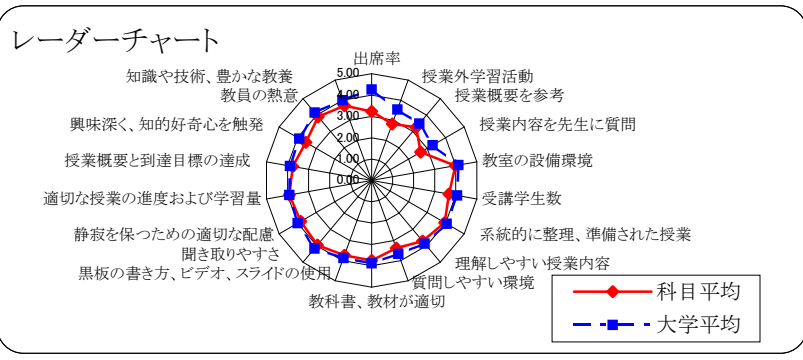 レーダーチャート
出席率
授業外学習活動
授業概要を参考
授業内容を先生に質問
教室の設備環境
受講学生数
系統的に整理、準備された授業
理解しやすい授業内容
質問しやすい環境
教科書、教材が適切
黒板の書き方、ビデオ、スライドの使用
聞き取りやすさ
静寂を保つための適切な配慮
適切な授業の進度および学習量
授業概要と到達目標の達成
興味深く、知的好奇心を触発
教員の熱意
知識や技術、豊かな教養
5.00
4.00
3.00
2.00
1.00
0.00
科目平均
大学平均